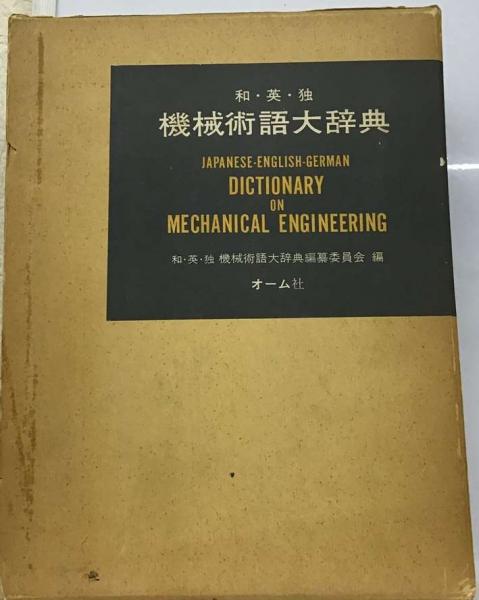 和・英・独
機械術語大辞典
JAPANESE-ENGLISH-GERMAN
DICTIONARY
ON
MECHANICAL ENGINEERING
和・英・独 機械術語大辞典編纂委員会 編
オーム社